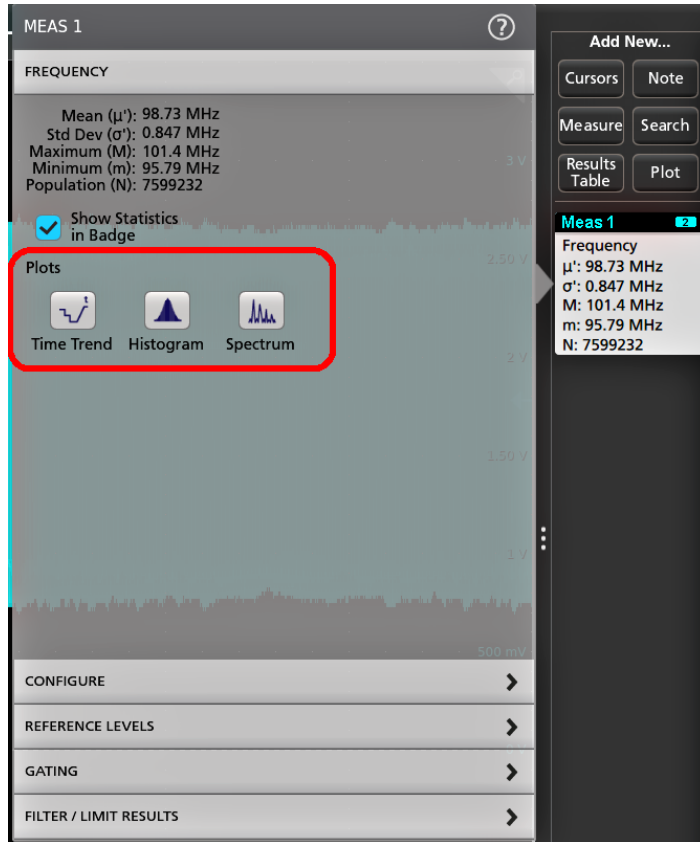 MEAS 1
?
FREQUENCY
Mean (µ'): 98.73 MHz
Std Dev (σ'): 0.847 MHz
Maximum (M): 101.4 MHz
Minimum (m): 95.79 MHz
Population (N): 7599232
Show Statistics
in Badge
Plots
t
Time Trend
Histogram
Spectrum
3 V
2.50 V
2 V
1.50 V
1 V
500 mV
CONFIGURE
REFERENCE LEVELS
GATING
FILTER / LIMIT RESULTS
Add New...
Cursors
Note
Measure
Search
Results
Table
Plot
Meas 1
2
Frequency
µ': 98.73 MHz
σ': 0.847 MHz
M: 101.4 MHz
m: 95.79 MHz
N: 7599232